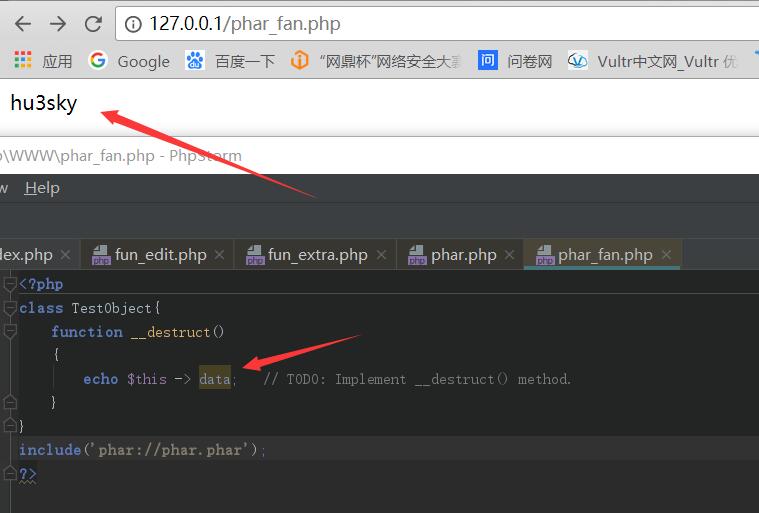 127.0.0.1/phar_fan.php
应用 Google 百度一下 "网鼎杯"网络安全大 问卷网 Vultr中文网_Vultr 优
hu3sky
\WWW\phar_fan.php - PhpStorm
w Help
dex.php fun_edit.php fun_extra.php phar.php phar_fan.php
<?php
class TestObject{
function __destruct()
{
echo $this -> data; // TODO: Implement __destruct() method.
}
}
include('phar://phar.phar');
?>